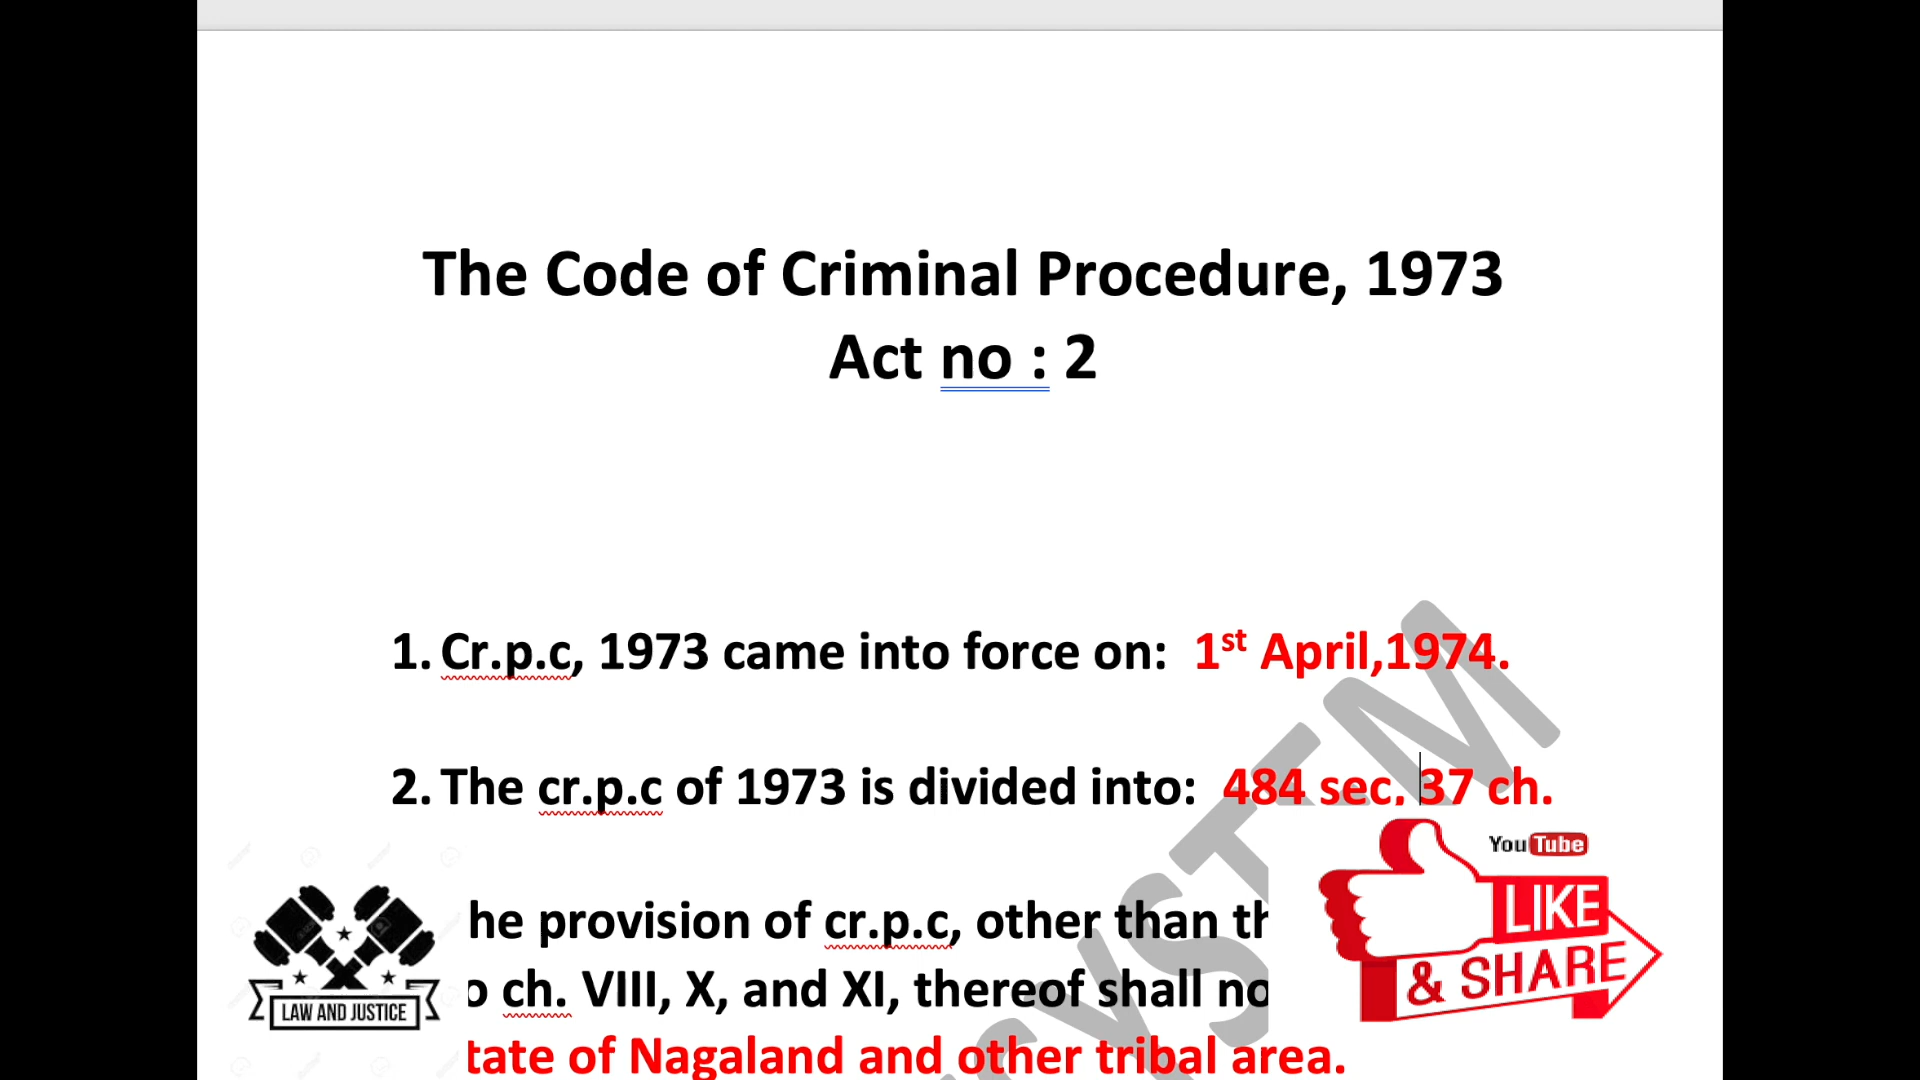 The Code of Criminal Procedure, 1973
Act no : 2
1. Cr.p.c, 1973 came into force on: 1st April,1974.
2. The cr.p.c of 1973 is divided into: 484 sec, 37 ch.
he provision of cr.p.c, other than th
o ch. VIII, X, and XI, thereof shall no
tate of Nagaland and other tribal area.
LAW AND JUSTICE
YouTube
LIKE
& SHARE